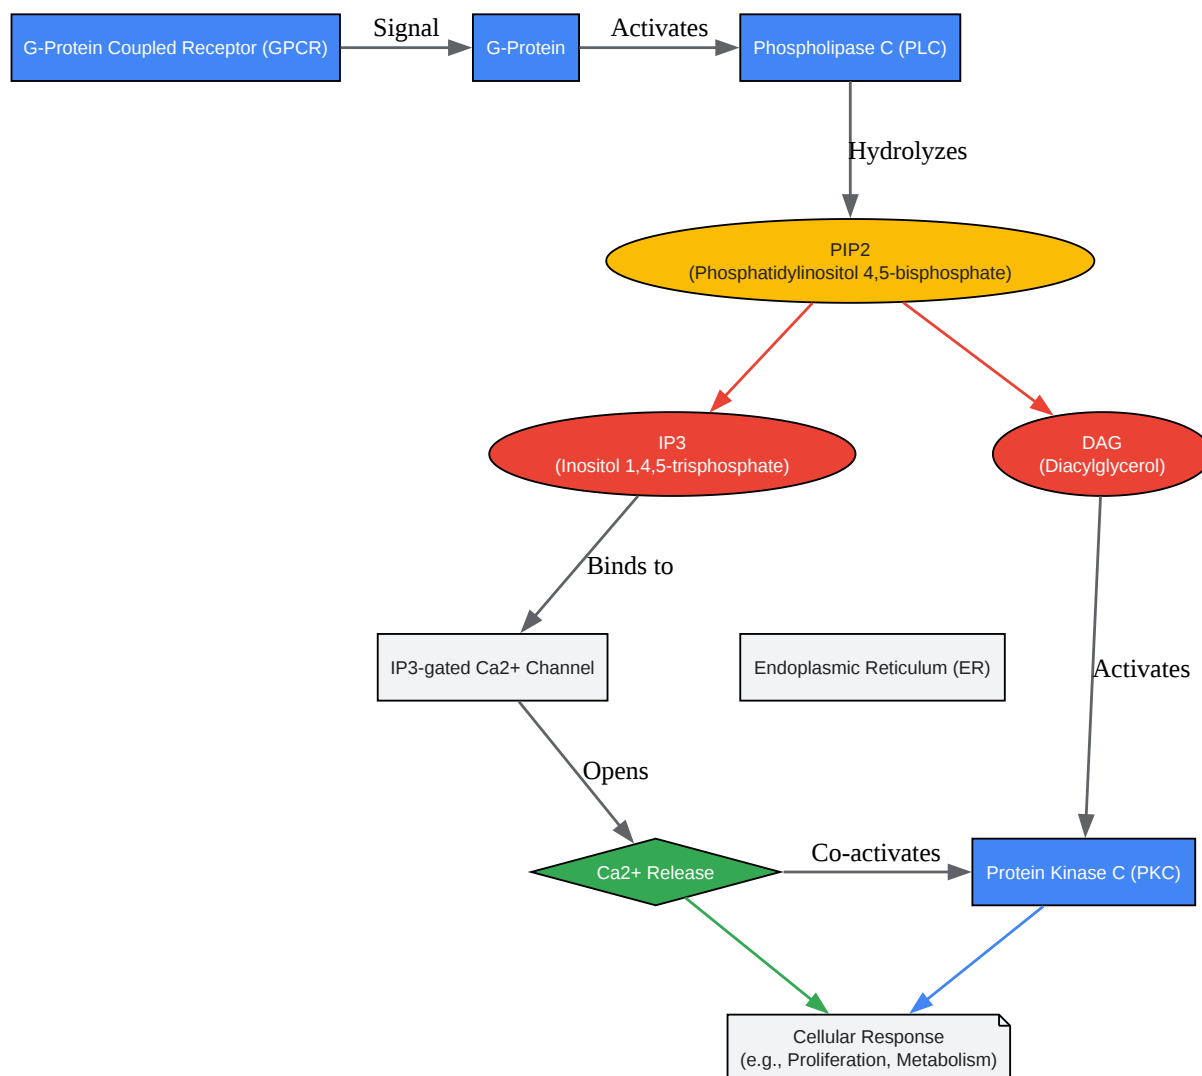 G-Protein Coupled Receptor (GPCR)
Signal
G-Protein
Activates
Phospholipase C (PLC)
Hydrolyzes
PIP2
(Phosphatidylinositol 4,5-bisphosphate)
IP3
(Inositol 1,4,5-trisphosphate)
DAG
(Diacylglycerol)
Binds to
IP3-gated Ca2+ Channel
Endoplasmic Reticulum (ER)
Activates
Opens
Ca2+ Release
Co-activates
Protein Kinase C (PKC)
Cellular Response
(e.g., Proliferation, Metabolism)